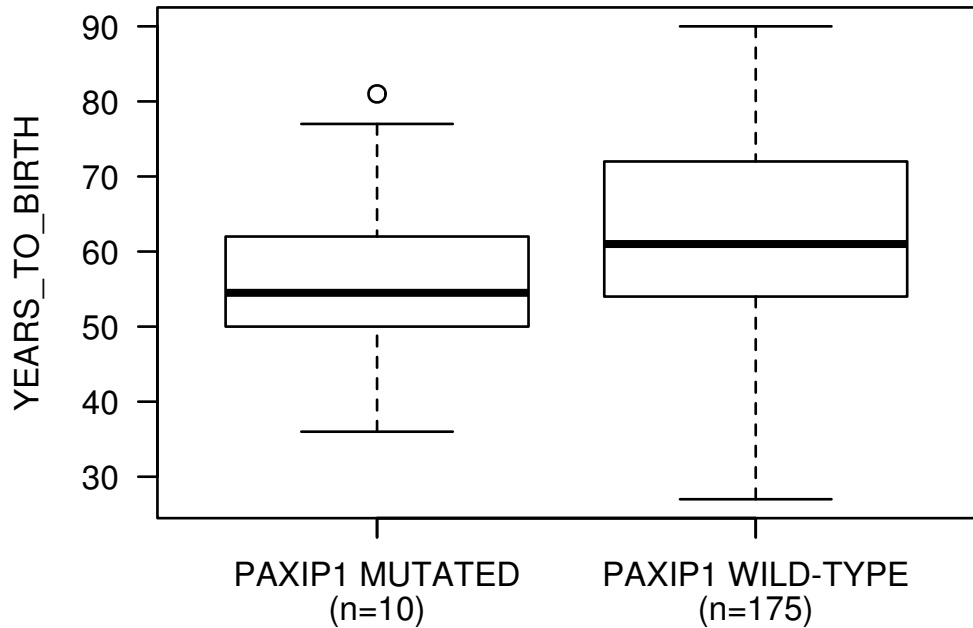 YEARS_TO_BIRTH
90
80
70
60
50
40
30
PAXIP1 MUTATED
(n=10)
PAXIP1 WILD-TYPE
(n=175)